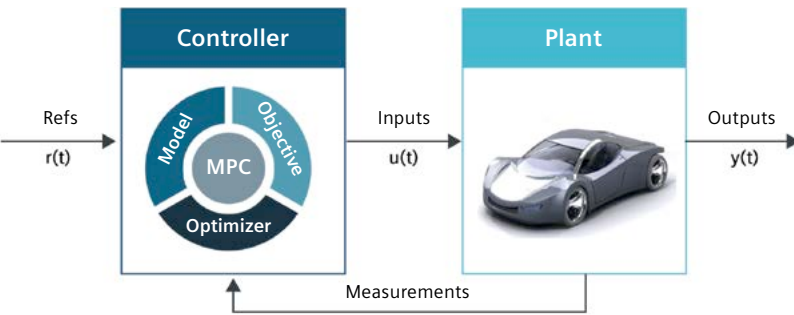 Controller
Plant
Refs
r(t)
Model
Objective
MPC
Optimizer
Inputs
u(t)
Outputs
y(t)
Measurements